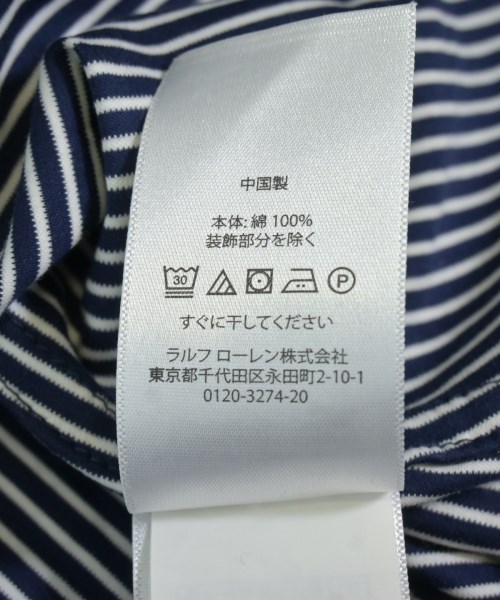 中国製
本体: 綿 100%
装飾部分を除く
30 P
すぐに干してください
ラルフ ローレン株式会社
東京都千代田区永田町2-10-1
0120-3274-20